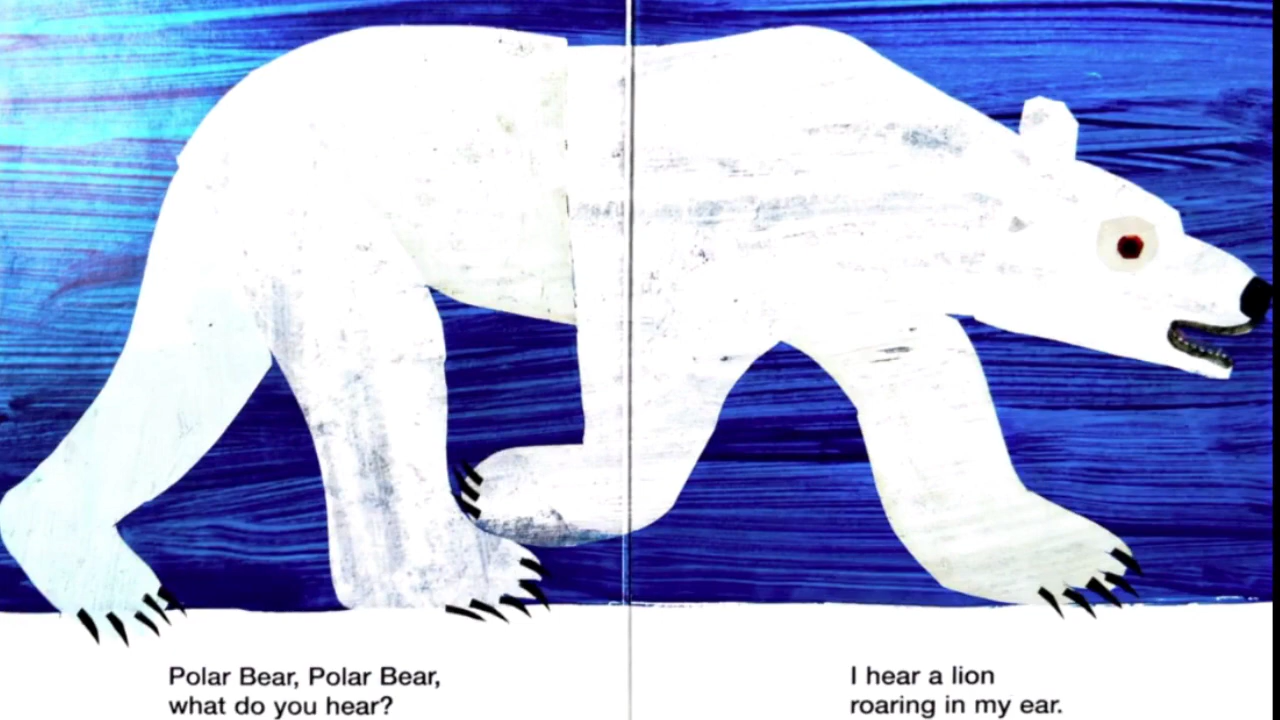 Polar Bear, Polar Bear,
what do you hear?
I hear a lion
roaring in my ear.